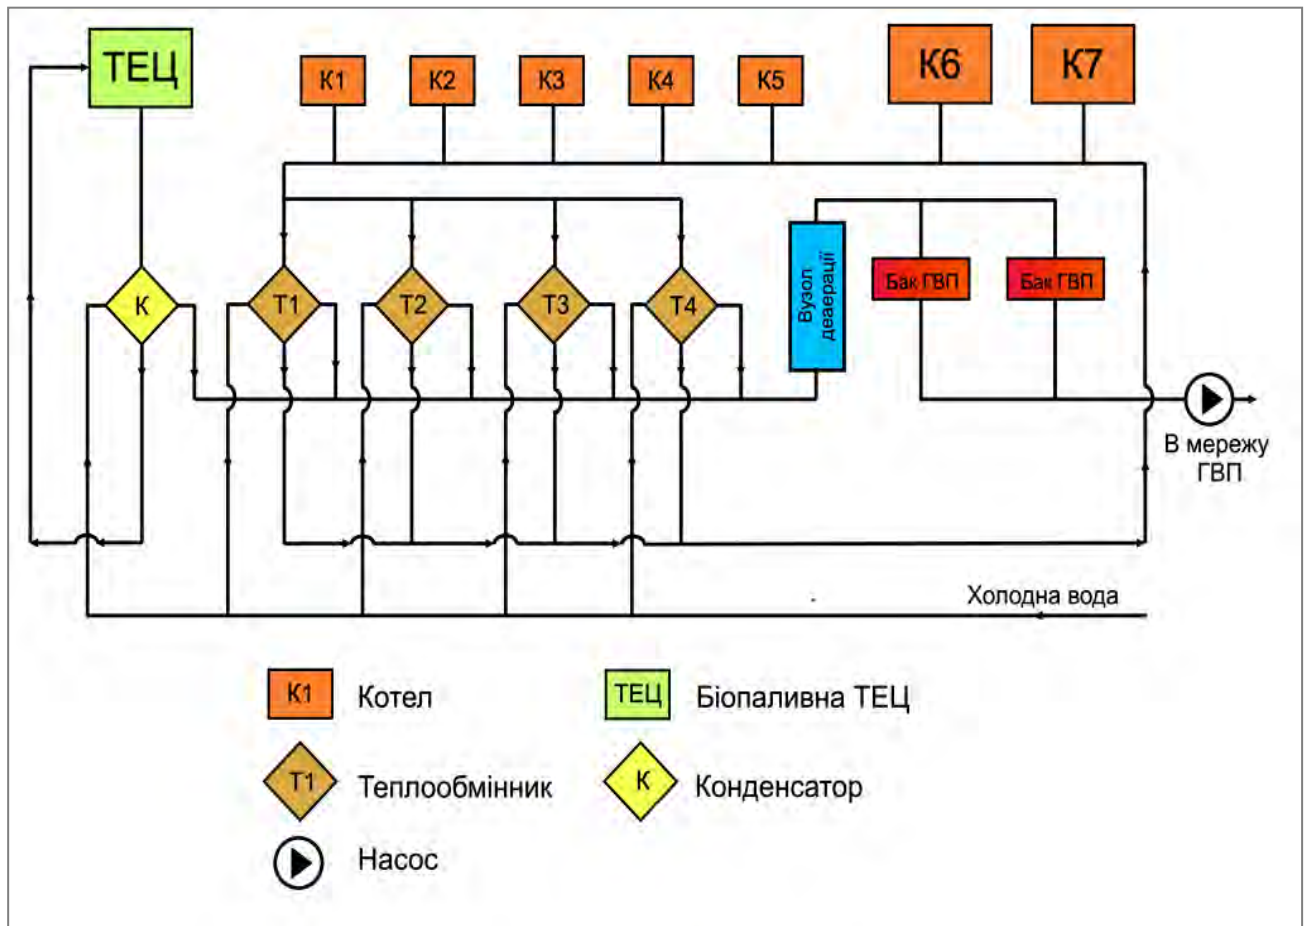 ТЕЦ
К1
К2
К3
К4
К5
К6
К7
К
Т1
Т2
Т3
Т4
Вузол
деаерації
Бак ГВП
Бак ГВП
В мережу
ГВП
Холодна вода
К1
Котел
ТЕЦ
Біопаливна ТЕЦ
Т1
Теплообмінник
К
Конденсатор
Насос